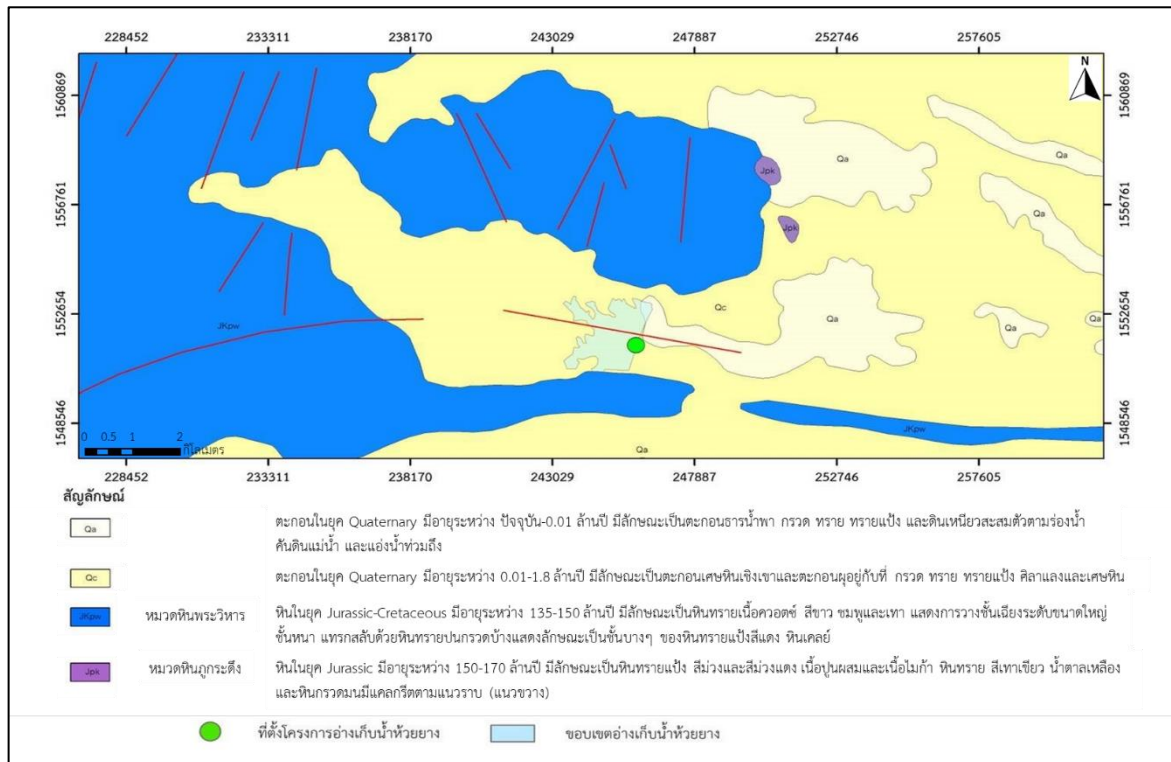 228452 233311 238170 243029 247887 252746 257605
N
1560869 1560869
Qa
Qa
Jpk
1556761 1556761
Qa
Jpk
1552654 1552654
JKpw
Qc
Qa
Qa
Qa
1548546 1548546
JKpw
0 0.5 1 2
กิโลเมตร
Qa
228452 233311 238170 243029 247887 252746 257605
สัญลักษณ์
Qa ตะกอนในยุค Quaternary มีอายุระหว่าง ปัจจุบัน-0.01 ล้านปี มีลักษณะเป็นตะกอนธารน้ำพา กรวด ทราย ทรายแป้ง และดินเหนียวสะสมตัวตามร่องน้ำ
คันดินแม่น้ำ และแอ่งน้ำท่วมถึง
Qc ตะกอนในยุค Quaternary มีอายุระหว่าง 0.01-1.8 ล้านปี มีลักษณะเป็นตะกอนเศษหินเชิงเขาและตะกอนผุอยู่กับที่ กรวด ทราย ทรายแป้ง ศิลาแลงและเศษหิน
JKpw หมวดหินพระวิหาร หินในยุค Jurassic-Cretaceous มีอายุระหว่าง 135-150 ล้านปี มีลักษณะเป็นหินทรายเนื้อควอตซ์ สีขาว ชมพูและเทา แสดงการวางชั้นเฉียงระดับขนาดใหญ่
ชั้นหนา แทรกสลับด้วยหินทรายปนกรวดบ้างแสดงลักษณะเป็นชั้นบางๆ ของหินทรายแป้งสีแดง หินเคลย์
Jpk หมวดหินภูกระดึง หินในยุค Jurassic มีอายุระหว่าง 150-170 ล้านปี มีลักษณะเป็นหินทรายแป้ง สีม่วงและสีม่วงแดง เนื้อปูนผสมและเนื้อไมก้า หินทราย สีเทาเขียว น้ำตาลเหลือง
และหินกรวดมนมีแคลกรีตตามแนวราบ (แนวขวาง)
ที่ตั้งโครงการอ่างเก็บน้ำห้วยยาง ขอบเขตอ่างเก็บน้ำห้วยยาง